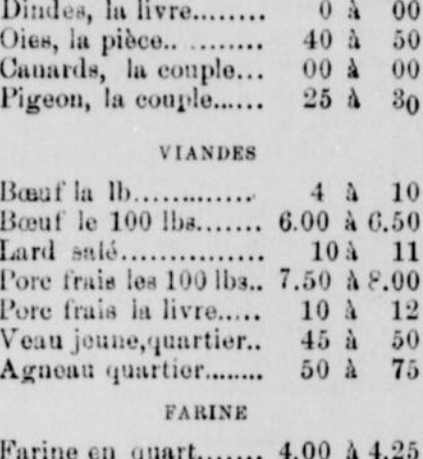 Dindes, la livre........ 0 à 00
Oies, la pièce.. ......... 40 à 50
Canards, la couple... 00 à 00
Pigeon, la couple...... 25 à 30
VIANDES
Bœuf la lb............. 4 à 10
Bœuf le 100 lbs....... 6.00 à 6.50
Lard salé............... 10 à 11
Porc frais les 100 lbs.. 7.50 à 8.00
Porc frais la livre..... 10 à 12
Veau jeune,quartier.. 45 à 50
Agneau quartier........ 50 à 75
FARINE
Farine en quart....... 4.00 à 4.25